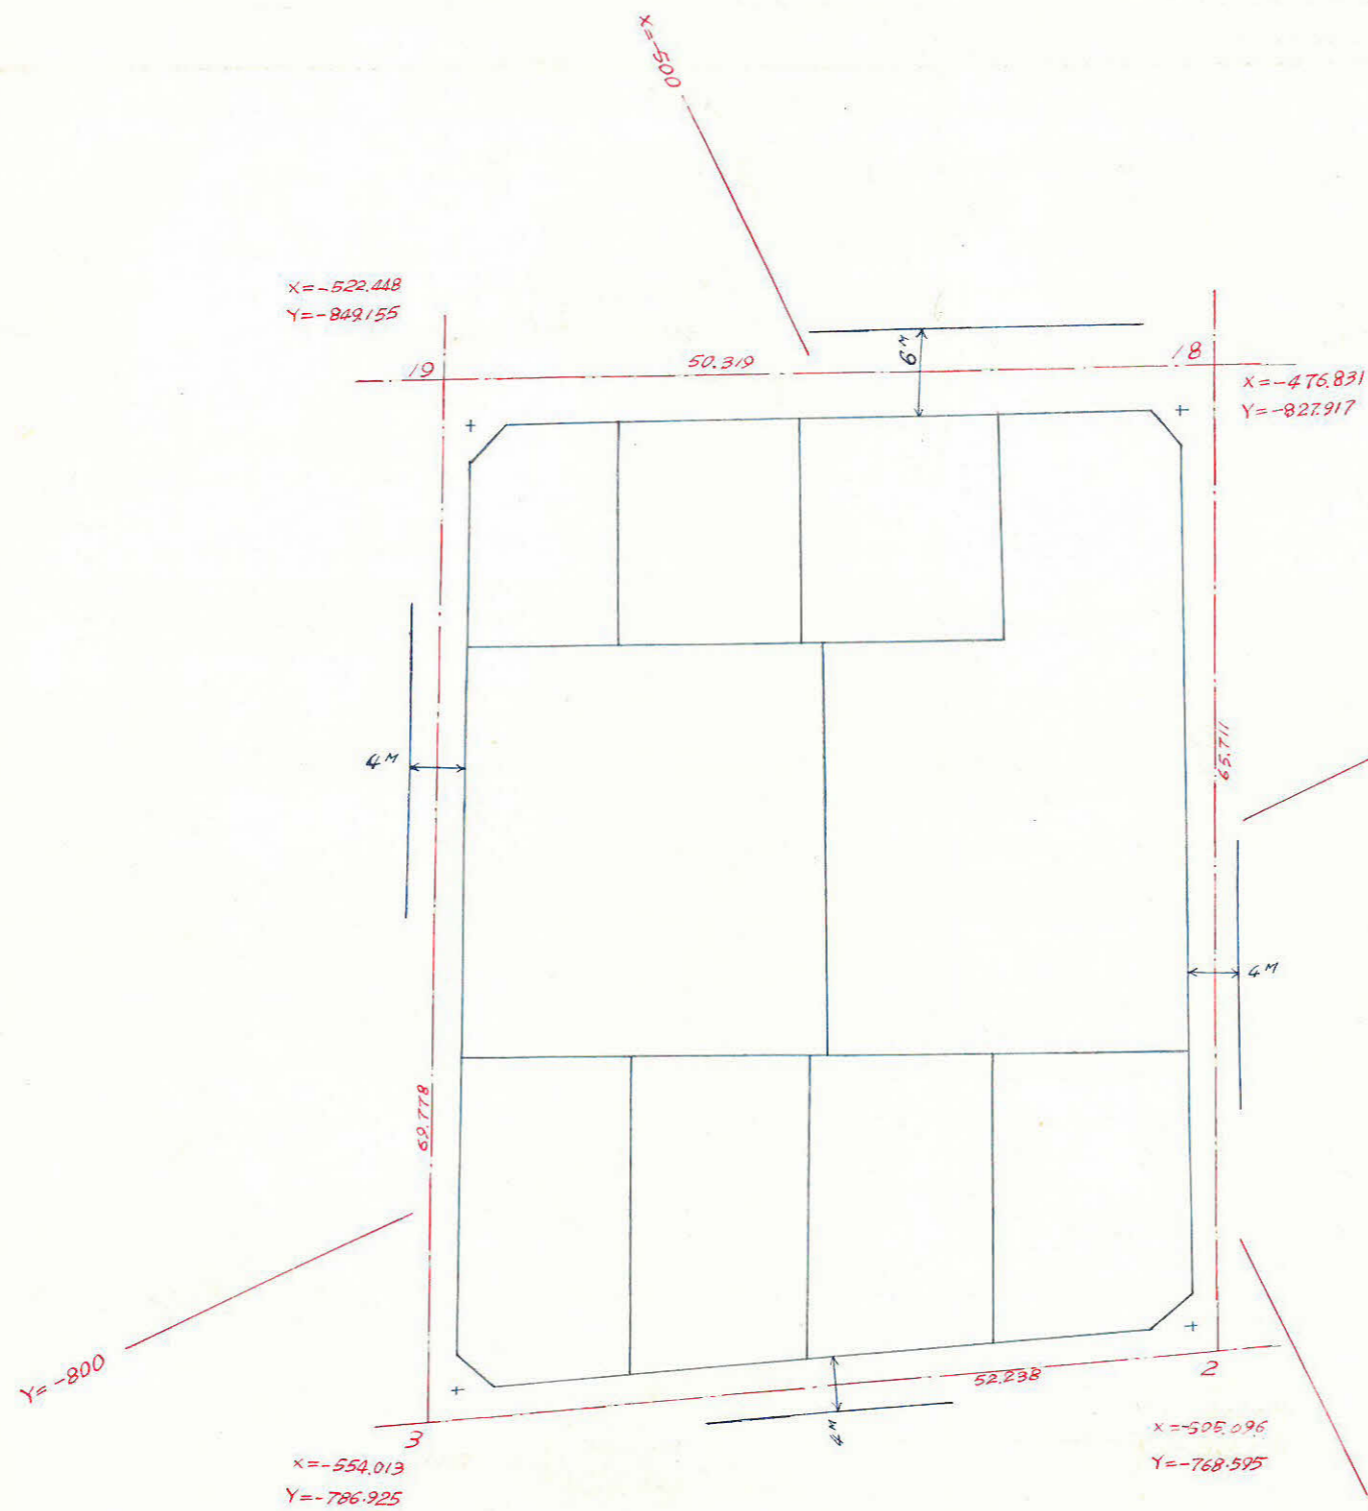 X=-500
X=-522.448
Y=-849.155
19
50.319
6M
18
X=-476.831
Y=-827.917
4M
65.711
4M
69.778
Y=-800
52.238
2
4M
3
X=-554.013
Y=-786.925
X=-505.096
Y=-768.595